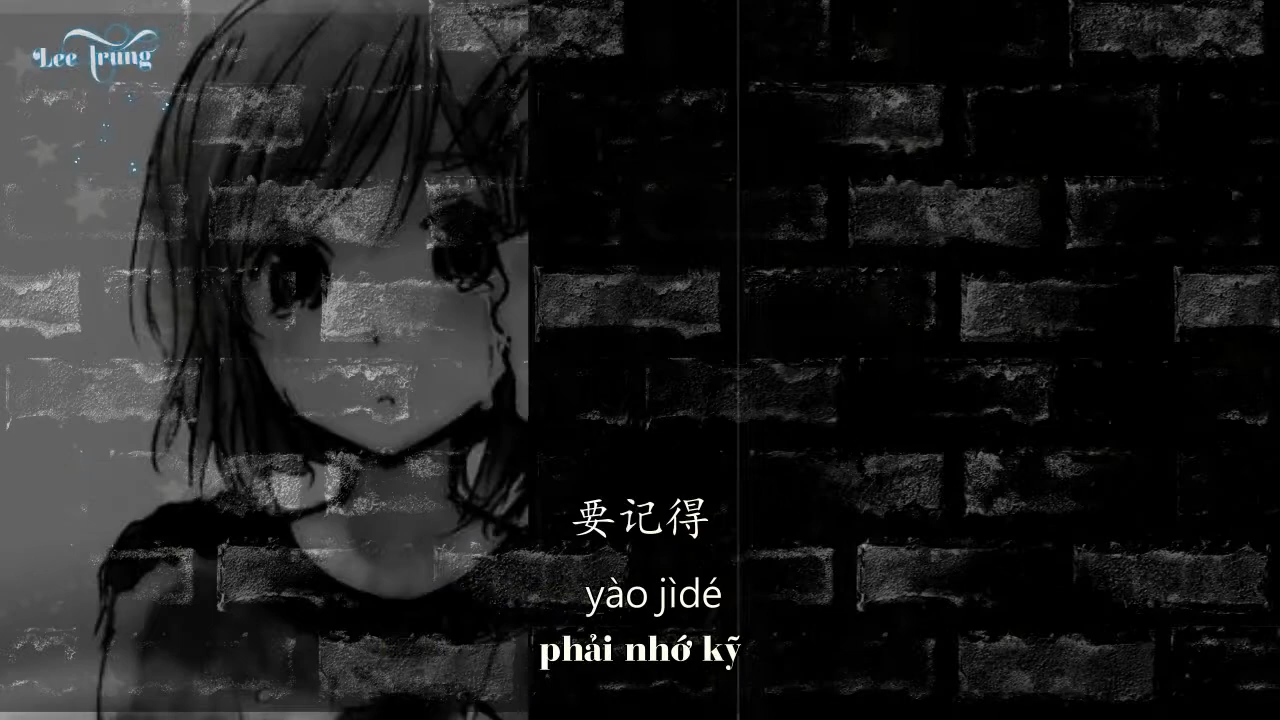 Lee Trung
要记得
yào jìdé
phải nhớ kỹ